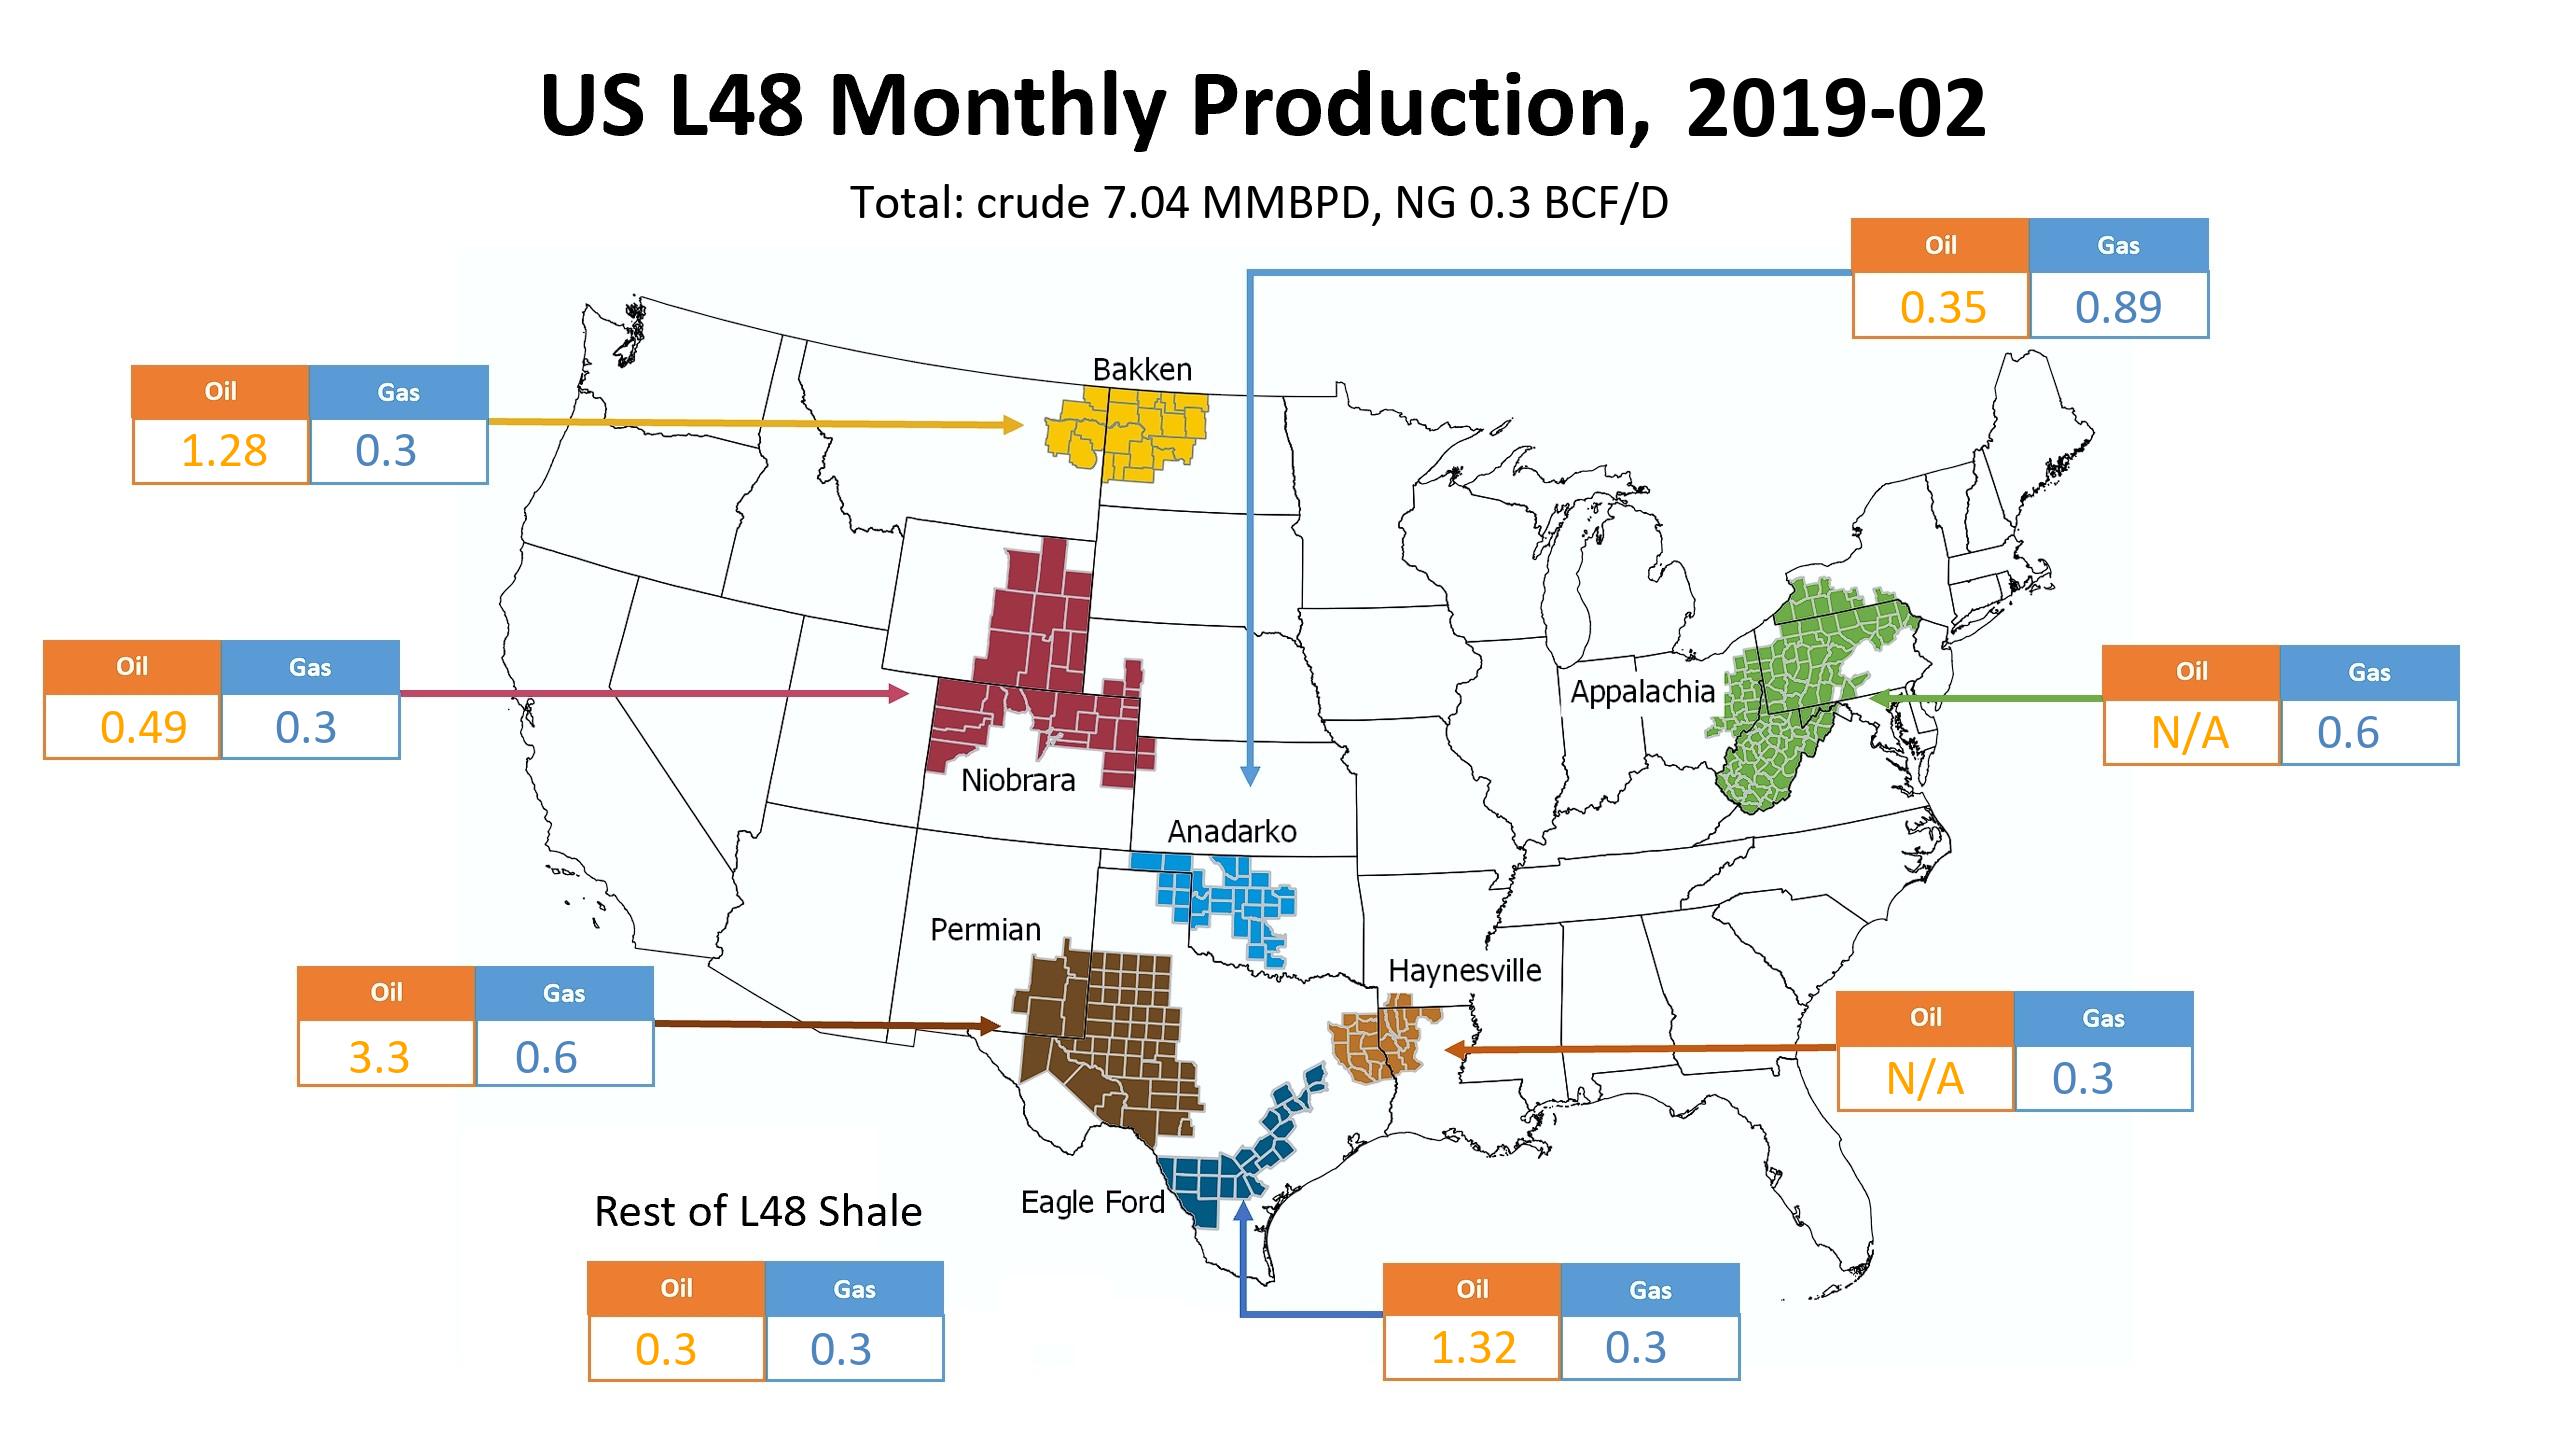 US L48 Monthly Production, 2019-02
Total: crude 7.04 MMBPD, NG 0.3 BCF/D
Oil Gas
0.35 0.89
Bakken
Oil Gas
1.28 0.3
Oil Gas
0.49 0.3
Niobrara
Appalachia
Oil Gas
N/A 0.6
Anadarko
Permian
Oil Gas
3.3 0.6
Haynesville
Oil Gas
N/A 0.3
Eagle Ford
Rest of L48 Shale
Oil Gas
0.3 0.3
Oil Gas
1.32 0.3